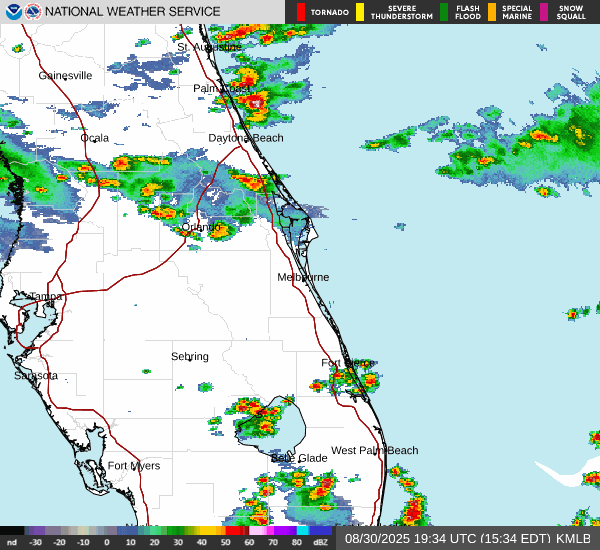 NATIONAL WEATHER SERVICE
TORNADO
SEVERE THUNDERSTORM
FLASH FLOOD
SPECIAL MARINE
SNOW SQUALL
St. Augustine
Gainesville
Palm Coast
Ocala
Daytona Beach
Orlando
Melbourne
Tampa
Sebring
Fort Pierce
Sarasota
West Palm Beach
Belle Glade
Fort Myers
nd -30 -20 -10 0 10 20 30 40 50 60 70 80 dBZ
08/30/2025 19:34 UTC (15:34 EDT) KMLB